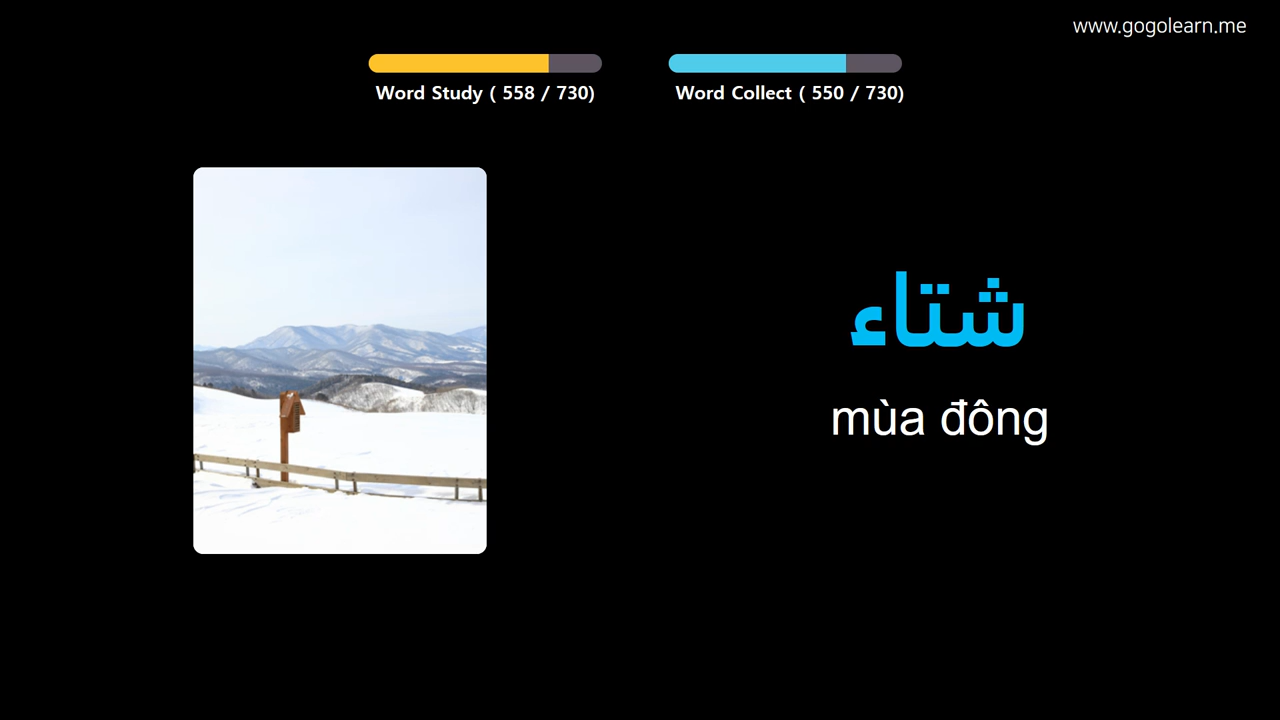 www.gogolearn.me
Word Study ( 558 / 730)
Word Collect ( 550 / 730)
شتاء
mùa đông